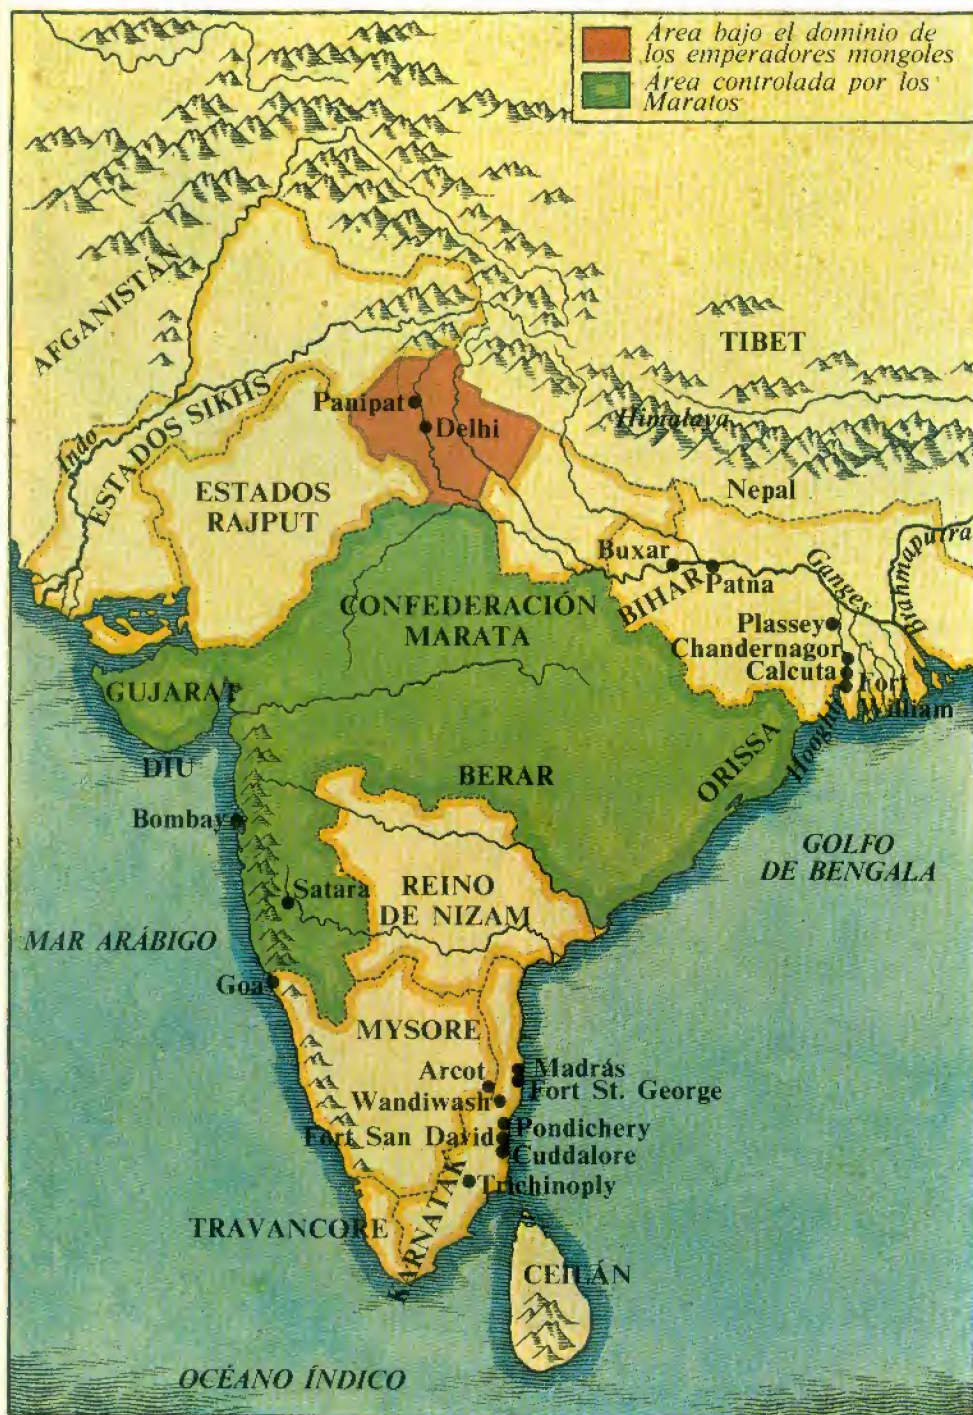 Área bajo el dominio de
los emperadores mongoles
Área controlada por los
Maratos
AFGANISTÁN
TIBET
Himalaya
Panipat
Delhi
Indo
ESTADOS SIKHS
ESTADOS
RAJPUT
Nepal
Brahmaputra
Buxar
Patna
Ganges
BIHAR
CONFEDERACIÓN
MARATA
Plassey
Chandernagor
Calcuta
Fort
William
Hooghly
GUJARAT
DIU
BERAR
ORISSA
Bombay
GOLFO
DE BENGALA
Satara
REINO
DE NIZAM
MAR ARÁBIGO
Goa
MYSORE
Arcot
Madrás
Fort St. George
Wandiwash
Pondichery
Fort San David
Cuddalore
Trichinoply
KARNATAK
TRAVANCORE
CEILÁN
OCÉANO ÍNDICO